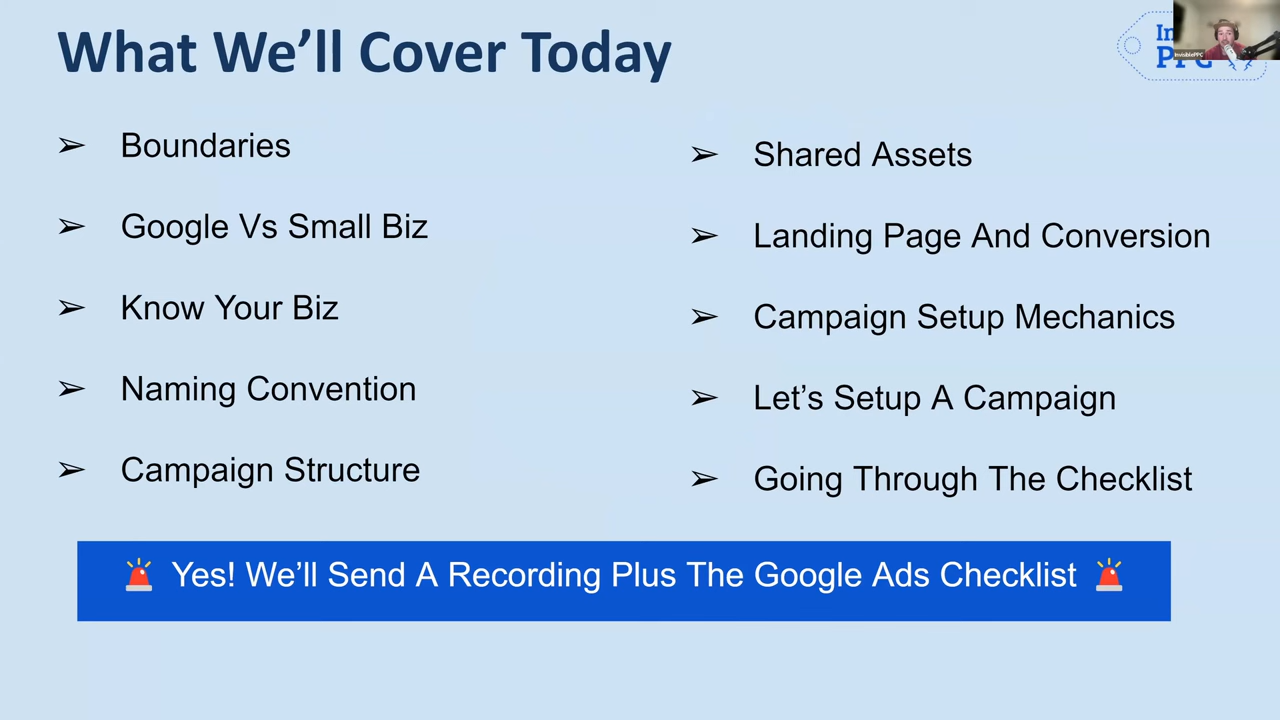 What We’ll Cover Today
➢ Boundaries
➢ Google Vs Small Biz
➢ Know Your Biz
➢ Naming Convention
➢ Campaign Structure
➢ Shared Assets
➢ Landing Page And Conversion
➢ Campaign Setup Mechanics
➢ Let’s Setup A Campaign
➢ Going Through The Checklist
🚨 Yes! We’ll Send A Recording Plus The Google Ads Checklist 🚨
InvisiblePPC